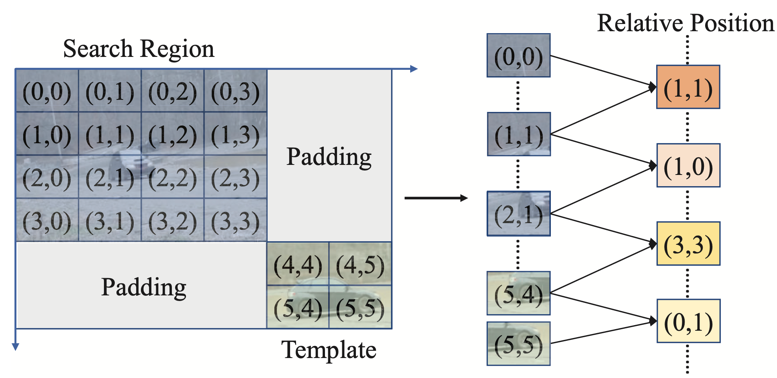 Search Region
(0,0) (0,1) (0,2) (0,3)
(1,0) (1,1) (1,2) (1,3)
(2,0) (2,1) (2,2) (2,3)
(3,0) (3,1) (3,2) (3,3)
Padding
Padding
(4,4) (4,5)
(5,4) (5,5)
Template
Relative Position
(0,0)
(1,1)
(2,1)
(5,4)
(5,5)
(1,1)
(1,0)
(3,3)
(0,1)